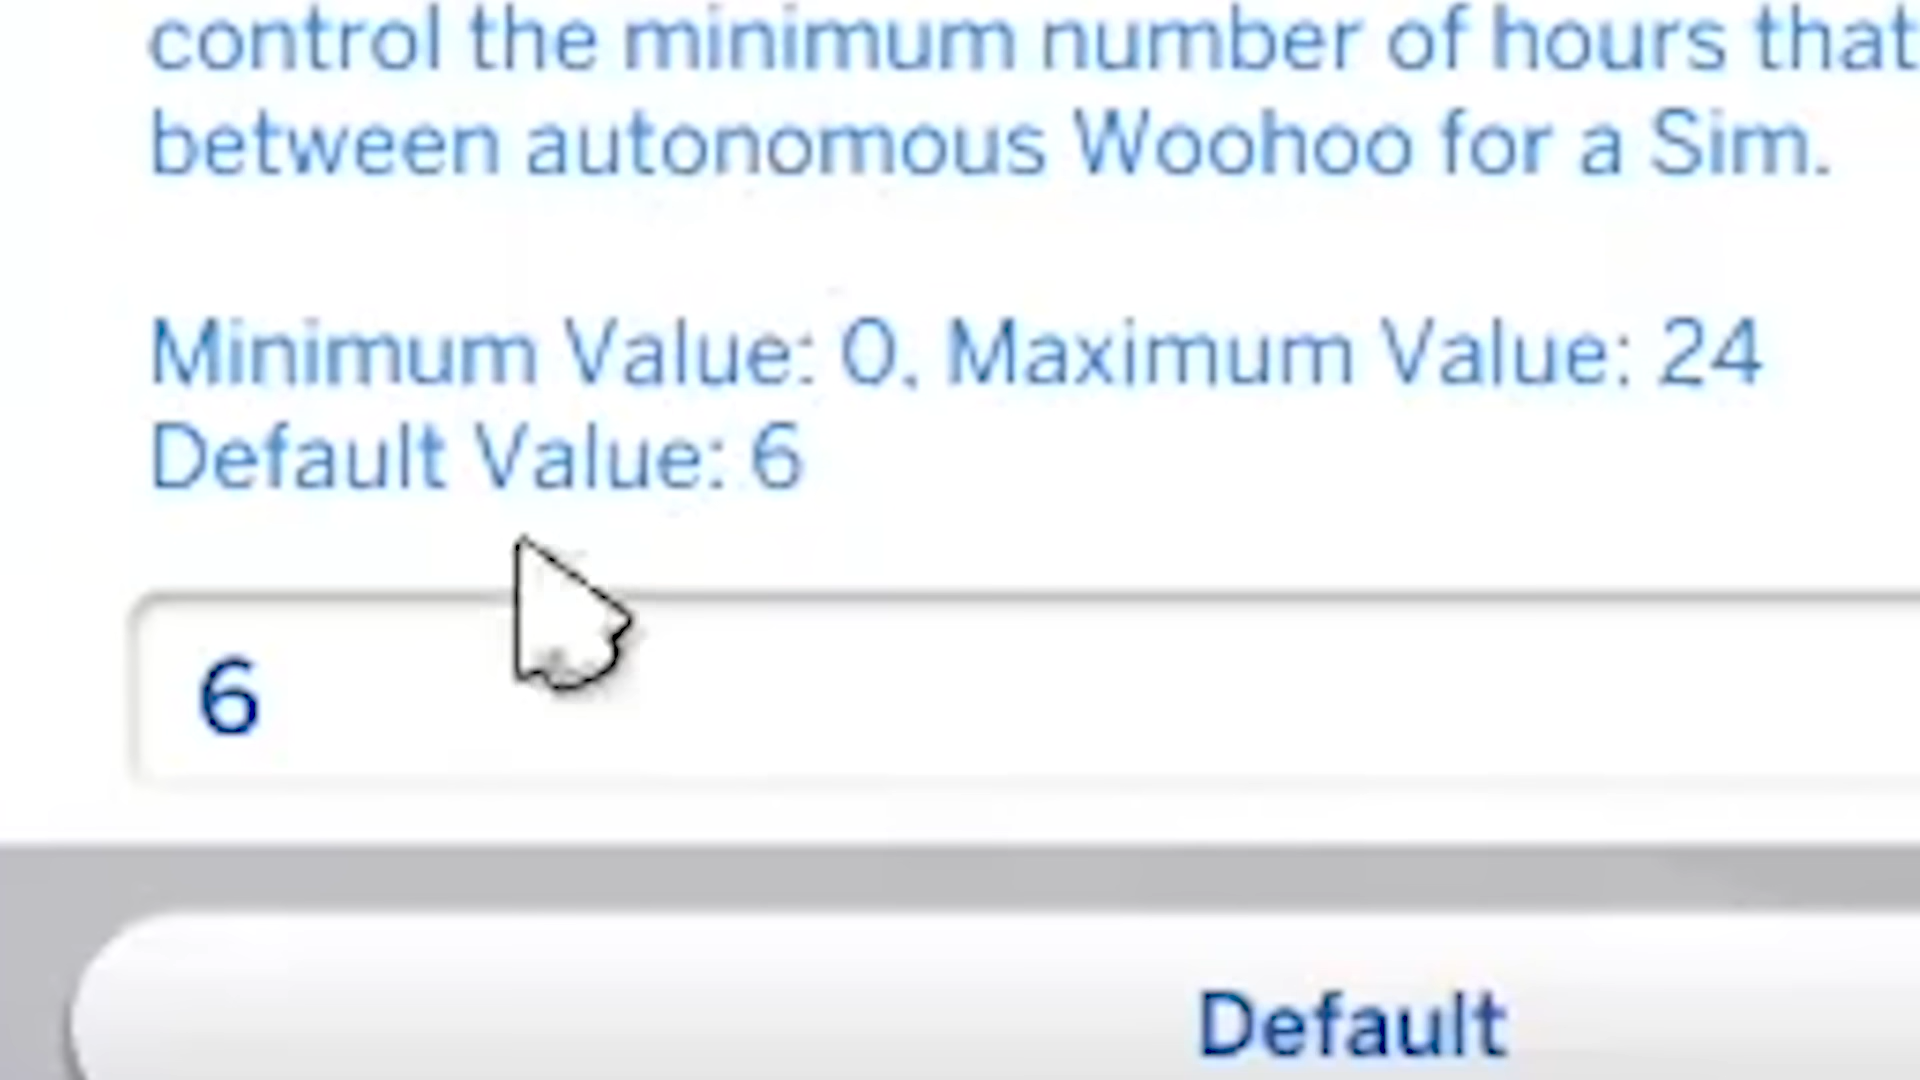 control the minimum number of hours that
between autonomous Woohoo for a Sim.
Minimum Value: 0, Maximum Value: 24
Default Value: 6
6
Default